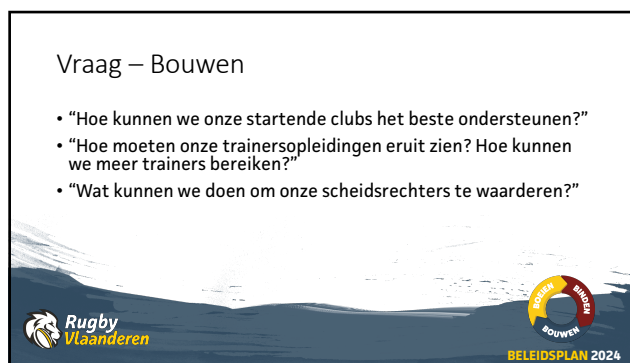 Vraag – Bouwen
• “Hoe kunnen we onze startende clubs het beste ondersteunen?”
• “Hoe moeten onze trainersopleidingen eruit zien? Hoe kunnen
we meer trainers bereiken?”
• “Wat kunnen we doen om onze scheidsrechters te waarderen?”
BOEIEN
BINDEN
BOUWEN
Rugby
Vlaanderen
BELEIDSPLAN 2024